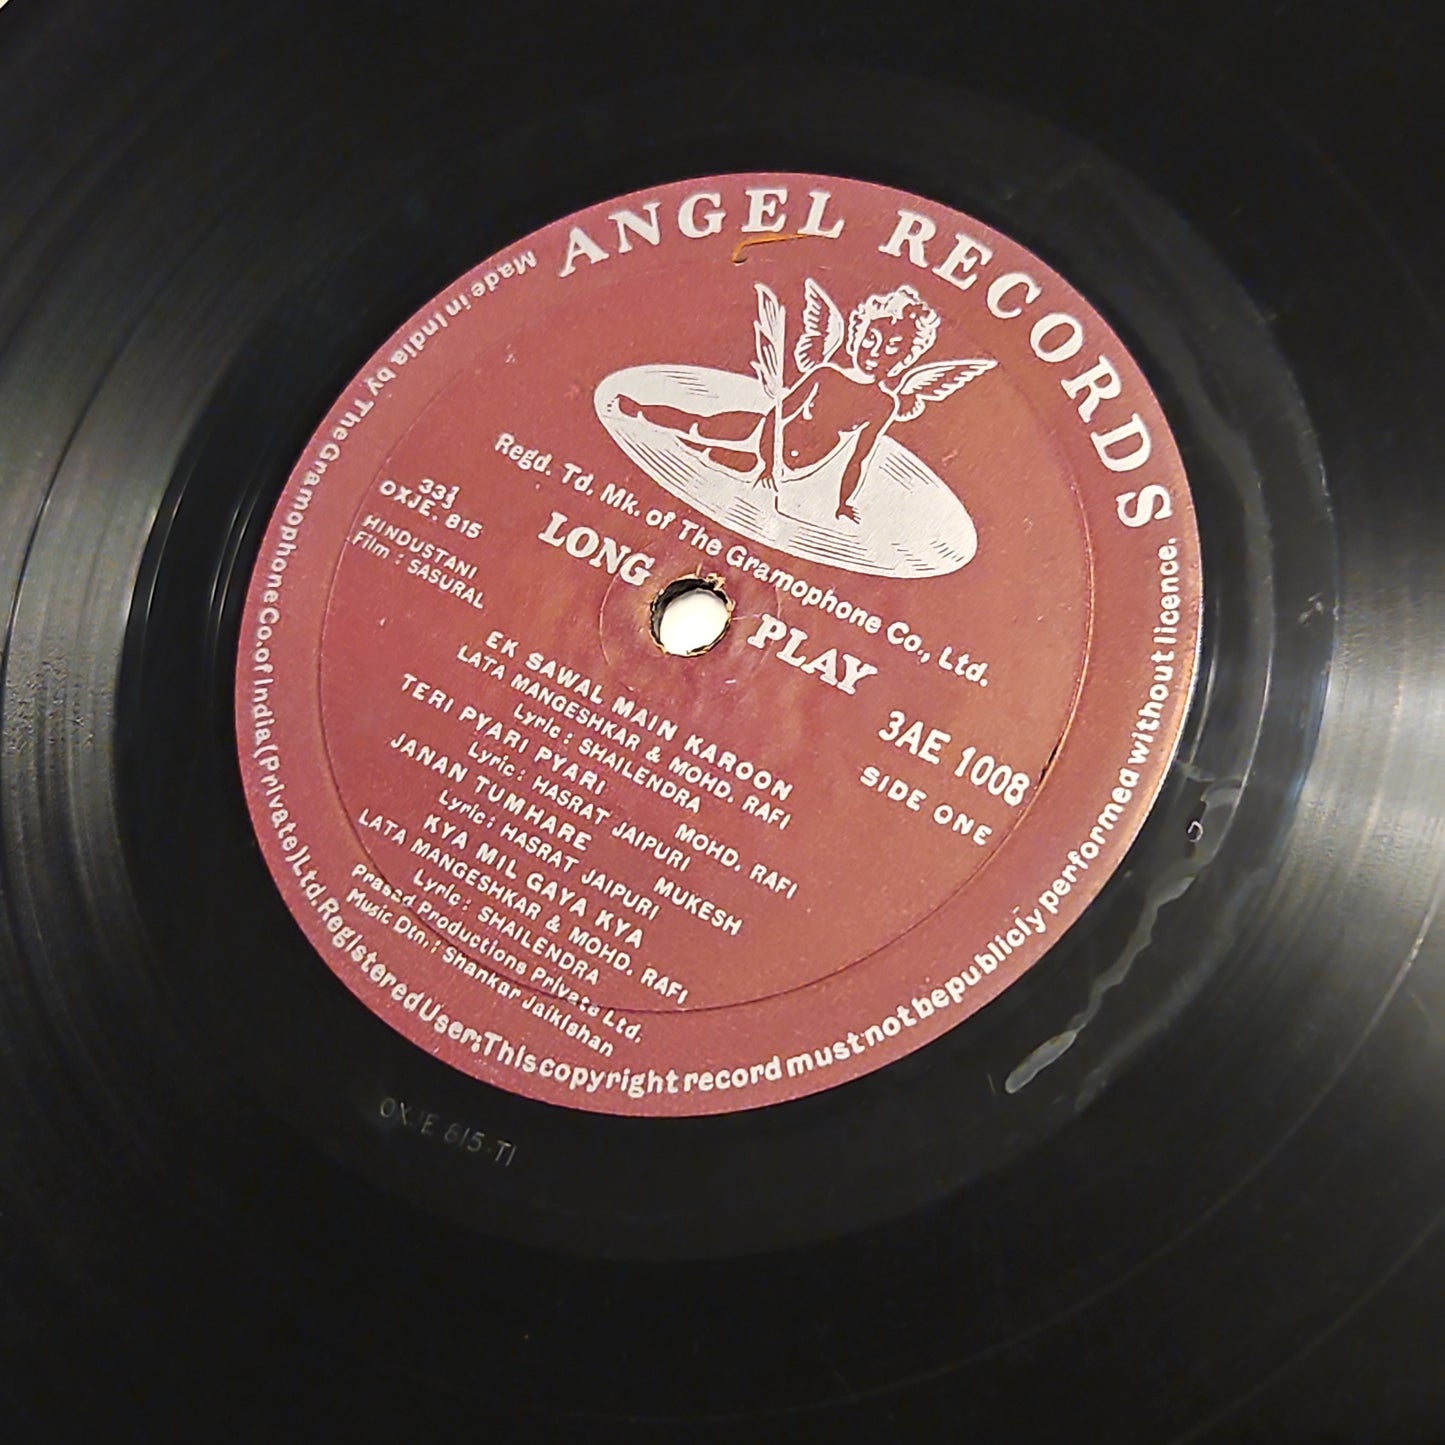 ANGEL RECORDS
Regd. Td. Mk. of The Gramophone Co., Ltd.
LONG PLAY
33⅓
OXJE. 815
HINDUSTANI
Film : SASURAL
3AE 1008
SIDE ONE
EK SAWAL MAIN KAROON
LATA MANGESHKAR & MOHD. RAFI
Lyric : SHAILENDRA
TERI PYARI PYARI MOHD. RAFI
Lyric : HASRAT JAIPURI
JANAN TUMHARE MUKESH
Lyric : HASRAT JAIPURI
KYA MIL GAYA KYA
LATA MANGESHKAR & MOHD. RAFI
Lyric : SHAILENDRA
Prasad Productions Private Ltd.
Music Dtn. : Shankar Jaikishan
Made in India by The Gramophone Co. of India (Private) Ltd. Registered User; This copyright record must not be publicly performed without licence.
OXJE 815-T1